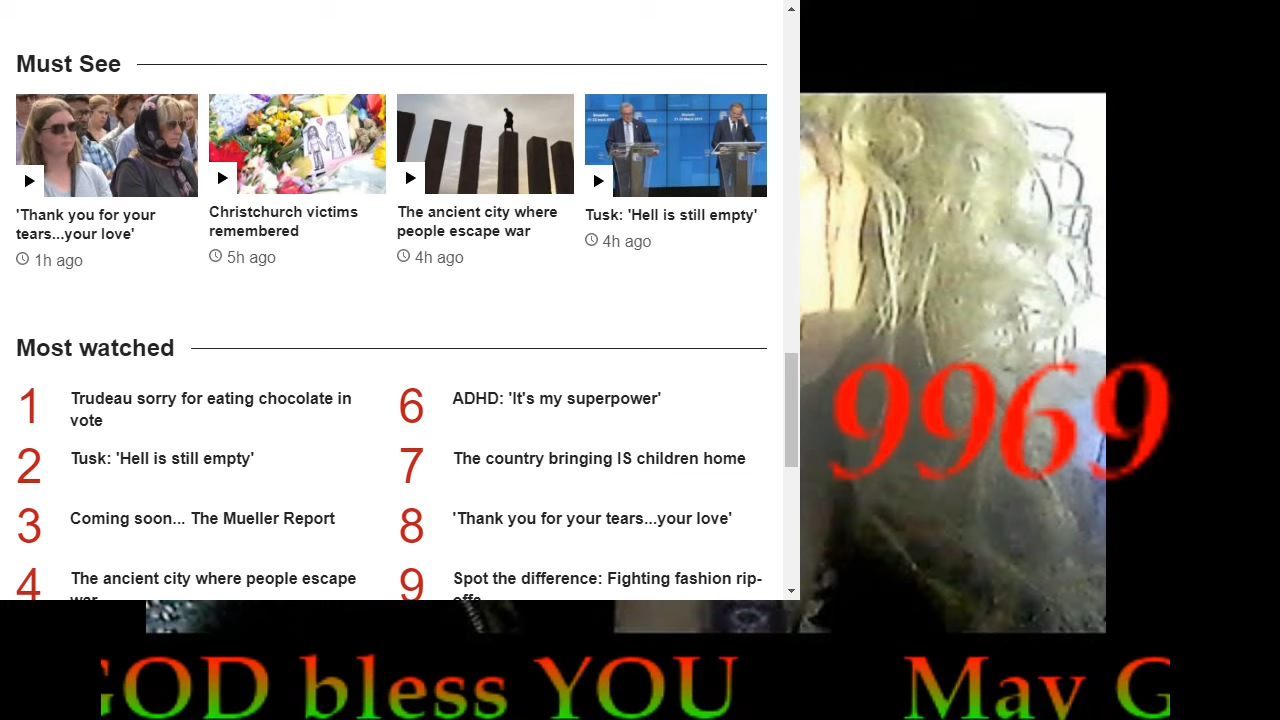 Must See
'Thank you for your
tears...your love'
1h ago
Christchurch victims
remembered
5h ago
The ancient city where
people escape war
4h ago
Tusk: 'Hell is still empty'
4h ago
Most watched
1 Trudeau sorry for eating chocolate in
vote
2 Tusk: 'Hell is still empty'
3 Coming soon... The Mueller Report
4 The ancient city where people escape
war
6 ADHD: 'It's my superpower'
7 The country bringing IS children home
8 'Thank you for your tears...your love'
9 Spot the difference: Fighting fashion rip-
offs
9969
GOD bless YOU May G